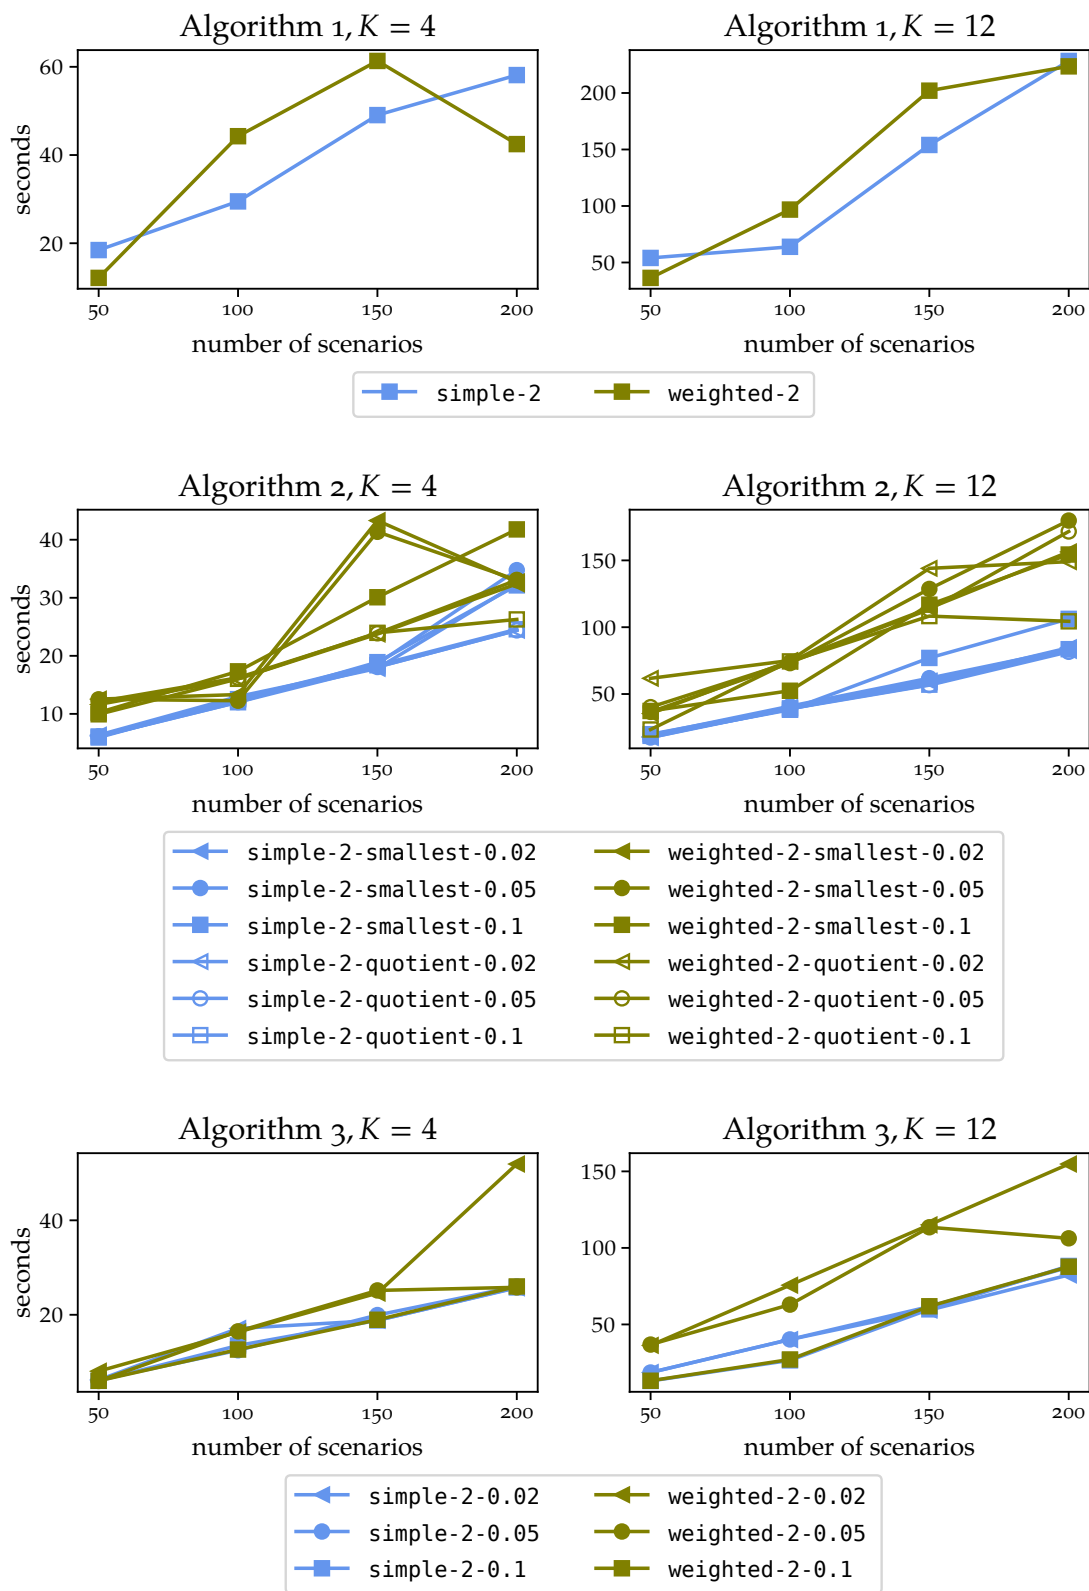 Algorithm 1, K = 4
Algorithm 1, K = 12
60
40
20
seconds
50 100 150 200
number of scenarios
200
150
100
50
50 100 150 200
number of scenarios
simple-2 weighted-2
Algorithm 2, K = 4
Algorithm 2, K = 12
40
30
20
10
seconds
50 100 150 200
number of scenarios
150
100
50
50 100 150 200
number of scenarios
simple-2-smallest-0.02 weighted-2-smallest-0.02
simple-2-smallest-0.05 weighted-2-smallest-0.05
simple-2-smallest-0.1 weighted-2-smallest-0.1
simple-2-quotient-0.02 weighted-2-quotient-0.02
simple-2-quotient-0.05 weighted-2-quotient-0.05
simple-2-quotient-0.1 weighted-2-quotient-0.1
Algorithm 3, K = 4
Algorithm 3, K = 12
40
20
seconds
50 100 150 200
number of scenarios
150
100
50
50 100 150 200
number of scenarios
simple-2-0.02 weighted-2-0.02
simple-2-0.05 weighted-2-0.05
simple-2-0.1 weighted-2-0.1